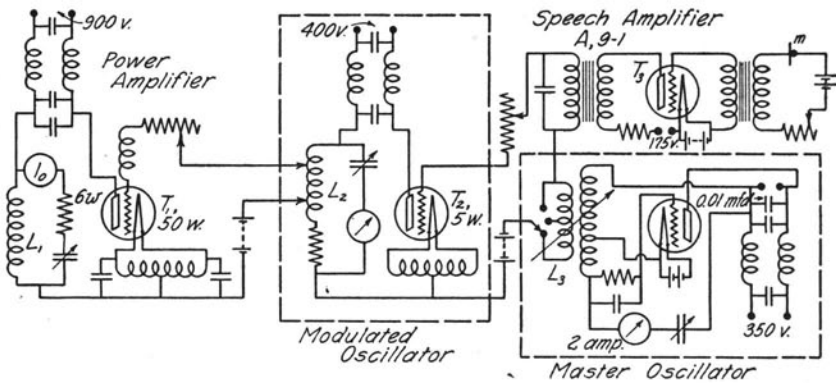 900 v.
Power
Amplifier
I₀
6ω
L₁
T₁,
50 W.
400v.
L₂
T₂,
5 W.
Modulated
Oscillator
Speech Amplifier
A, 9-1
T₃
m
175v.
L₃
0.01 mfd
2 amp.
350 v.
Master Oscillator